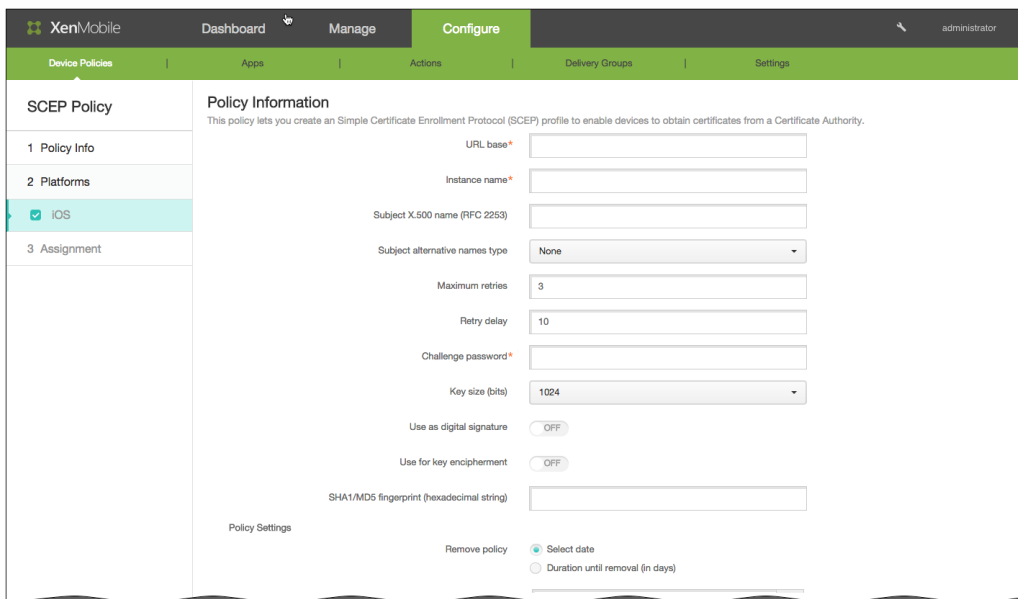 XenMobile Dashboard Manage Configure administrator
Device Policies | Apps | Actions | Delivery Groups | Settings
SCEP Policy
1 Policy Info
2 Platforms
iOS
3 Assignment
Policy Information
This policy lets you create an Simple Certificate Enrollment Protocol (SCEP) profile to enable devices to obtain certificates from a Certificate Authority.
URL base*
Instance name*
Subject X.500 name (RFC 2253)
Subject alternative names type None
Maximum retries 3
Retry delay 10
Challenge password*
Key size (bits) 1024
Use as digital signature OFF
Use for key encipherment OFF
SHA1/MD5 fingerprint (hexadecimal string)
Policy Settings
Remove policy Select date
Duration until removal (in days)